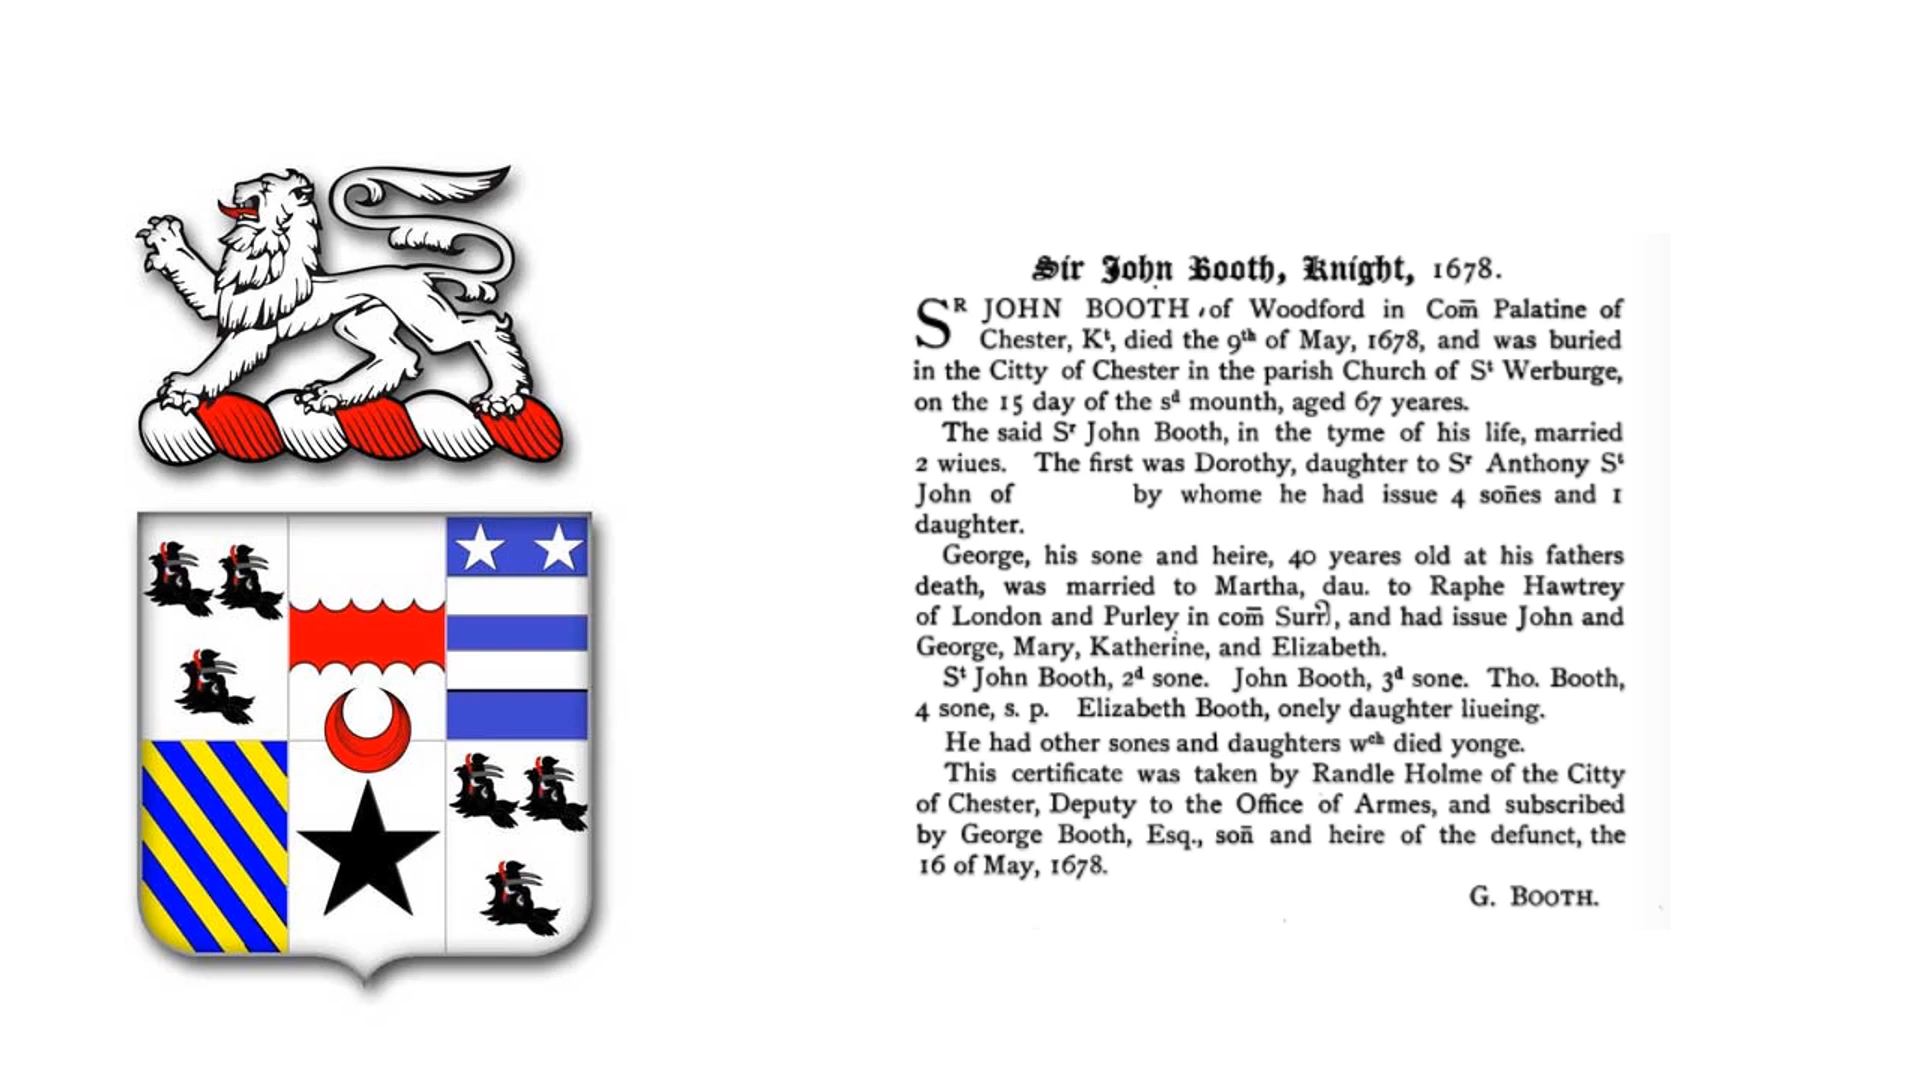 Sir John Booth, Knight, 1678.
Sʀ JOHN BOOTH of Woodford in Com̄ Palatine of
Chester, Kᵗ, died the 9ᵗʰ of May, 1678, and was buried
in the Citty of Chester in the parish Church of Sᵗ Werburge,
on the 15 day of the sᵈ mounth, aged 67 yeares.
The said Sʳ John Booth, in the tyme of his life, married
2 wiues. The first was Dorothy, daughter to Sʳ Anthony Sᵗ
John of by whome he had issue 4 son̄es and 1
daughter.
George, his sone and heire, 40 yeares old at his fathers
death, was married to Martha, dau. to Raphe Hawtrey
of London and Purley in com̄ Surr), and had issue John and
George, Mary, Katherine, and Elizabeth.
Sᵗ John Booth, 2ᵈ sone. John Booth, 3ᵈ sone. Tho. Booth,
4 sone, s. p. Elizabeth Booth, onely daughter liueing.
He had other sones and daughters wᶜʰ died yonge.
This certificate was taken by Randle Holme of the Citty
of Chester, Deputy to the Office of Armes, and subscribed
by George Booth, Esq., son̄ and heire of the defunct, the
16 of May, 1678.
G. BOOTH.